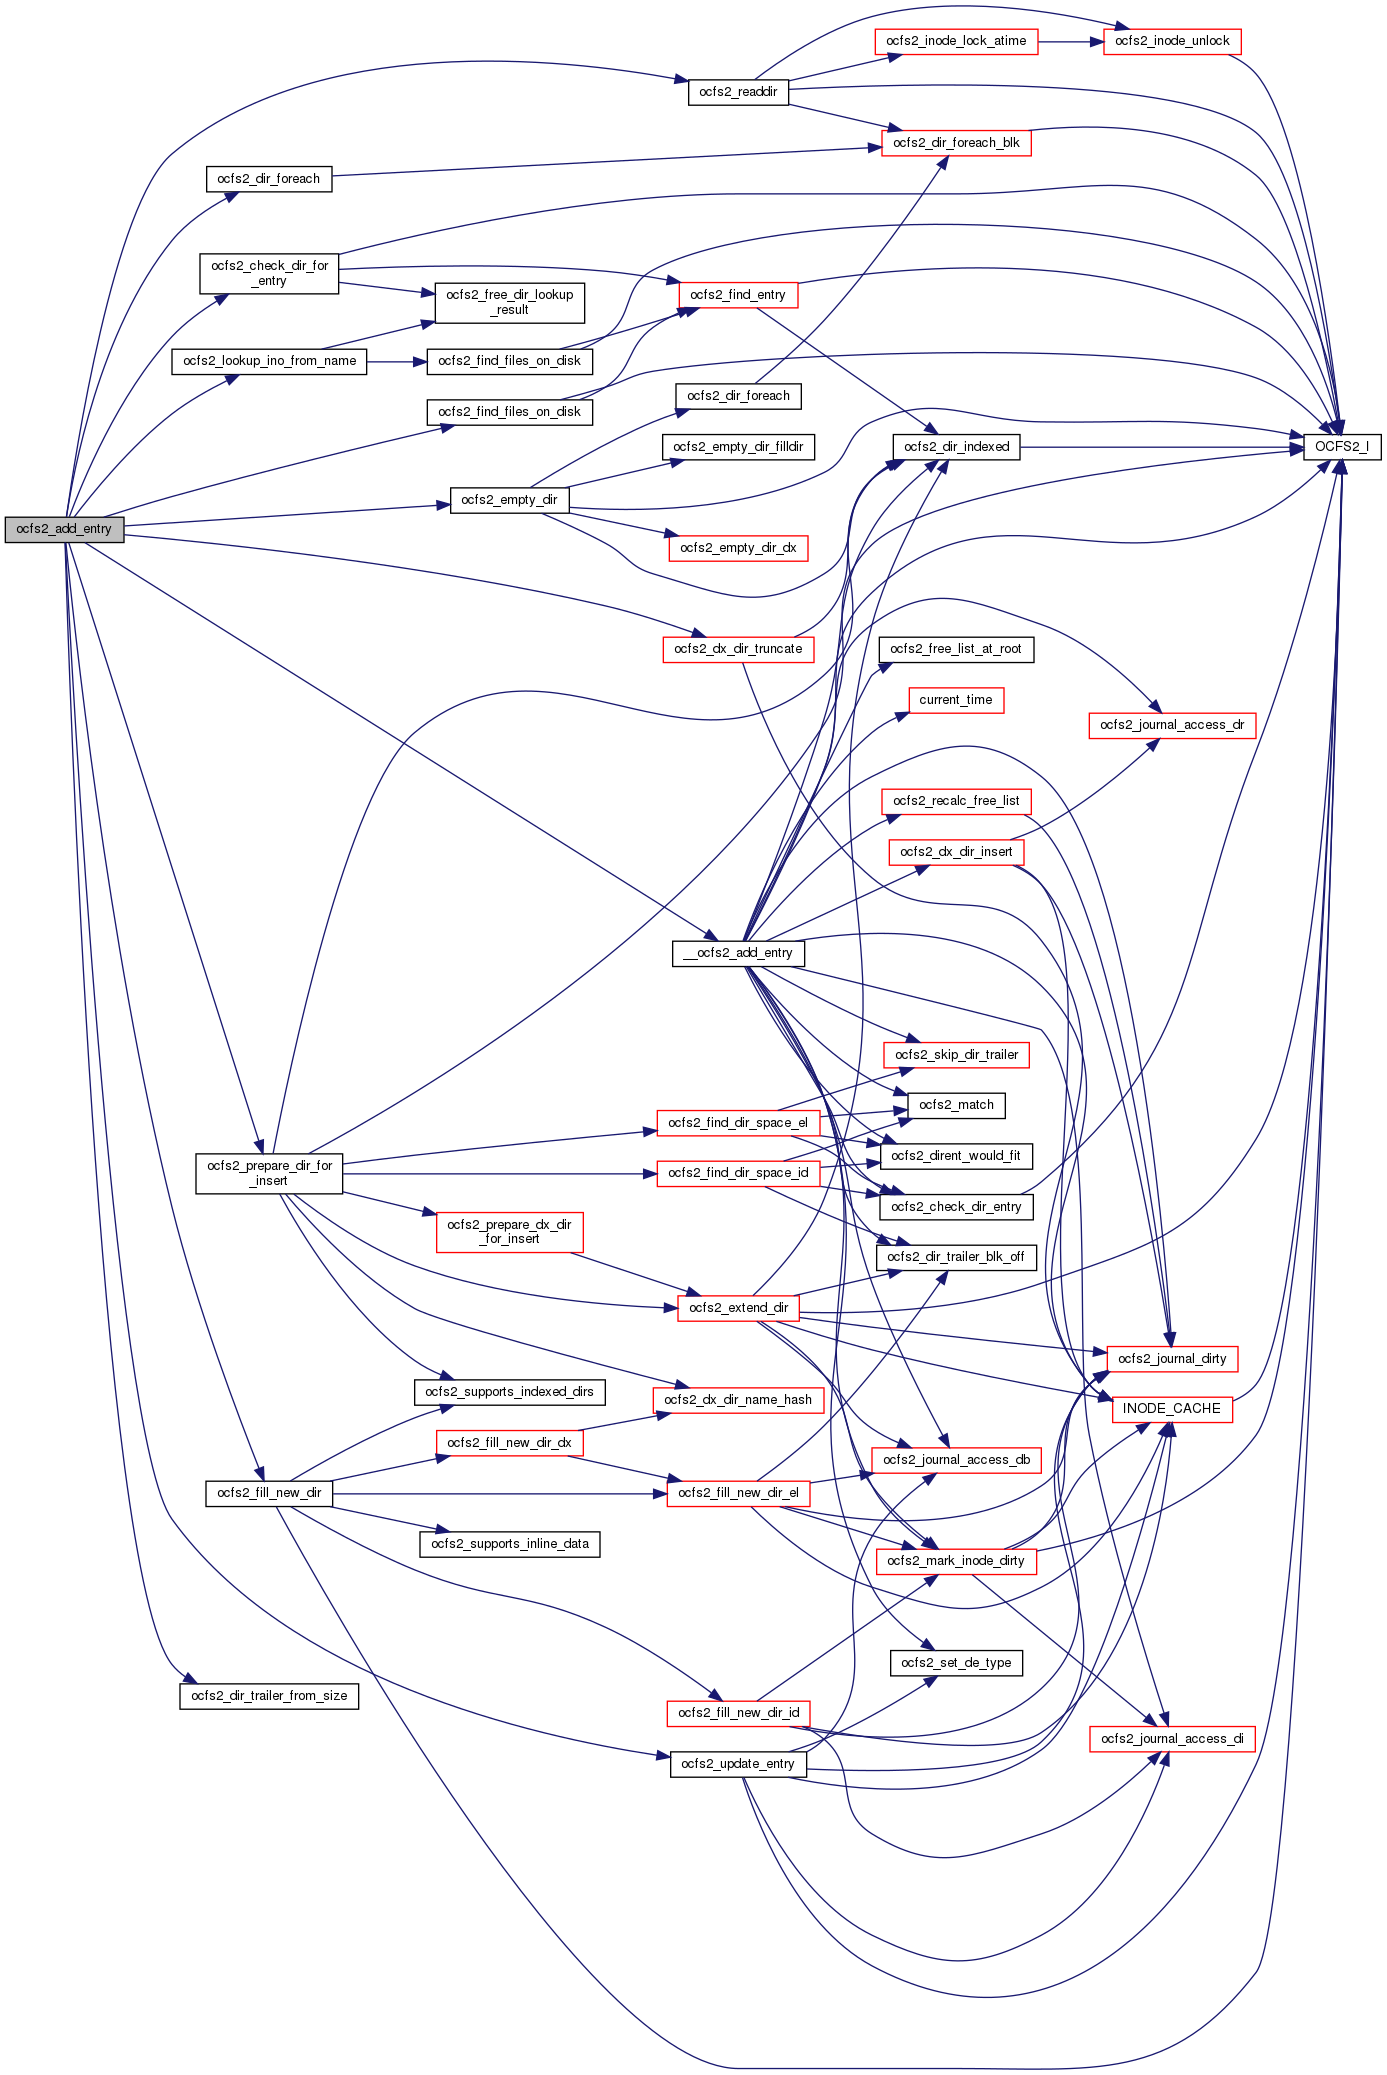 ocfs2_inode_lock_atime
ocfs2_inode_unlock
ocfs2_readdir
ocfs2_dir_foreach_blk
ocfs2_dir_foreach
ocfs2_check_dir_for
_entry
ocfs2_free_dir_lookup
_result
ocfs2_find_entry
ocfs2_lookup_ino_from_name
ocfs2_find_files_on_disk
ocfs2_dir_foreach
ocfs2_find_files_on_disk
ocfs2_empty_dir_filldir
ocfs2_dir_indexed
OCFS2_I
ocfs2_empty_dir
ocfs2_add_entry
ocfs2_empty_dir_dx
ocfs2_dx_dir_truncate
ocfs2_free_list_at_root
current_time
ocfs2_journal_access_dr
ocfs2_recalc_free_list
ocfs2_dx_dir_insert
__ocfs2_add_entry
ocfs2_skip_dir_trailer
ocfs2_match
ocfs2_find_dir_space_el
ocfs2_dirent_would_fit
ocfs2_prepare_dir_for
_insert
ocfs2_find_dir_space_id
ocfs2_check_dir_entry
ocfs2_prepare_dx_dir
_for_insert
ocfs2_dir_trailer_blk_off
ocfs2_extend_dir
ocfs2_journal_dirty
ocfs2_supports_indexed_dirs
ocfs2_dx_dir_name_hash
INODE_CACHE
ocfs2_fill_new_dir_dx
ocfs2_journal_access_db
ocfs2_fill_new_dir
ocfs2_fill_new_dir_el
ocfs2_supports_inline_data
ocfs2_mark_inode_dirty
ocfs2_set_de_type
ocfs2_dir_trailer_from_size
ocfs2_fill_new_dir_id
ocfs2_journal_access_di
ocfs2_update_entry